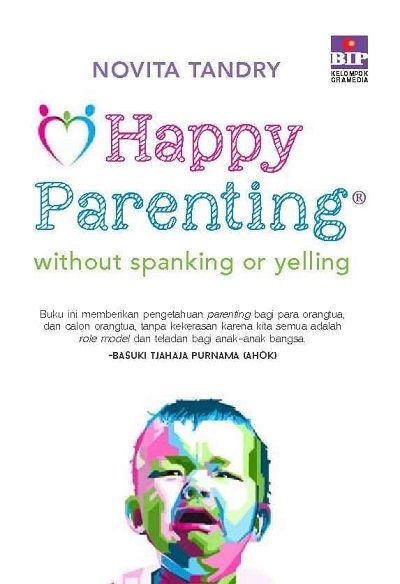 NOVITA TANDRY
BIP
KELOMPOK
GRAMEDIA
Happy
Parenting®
without spanking or yelling
Buku ini memberikan pengetahuan parenting bagi para orangtua,
dan calon orangtua, tanpa kekerasan karena kita semua adalah
role model dan teladan bagi anak-anak bangsa.
-BASUKI TJAHAJA PURNAMA (AHOK)